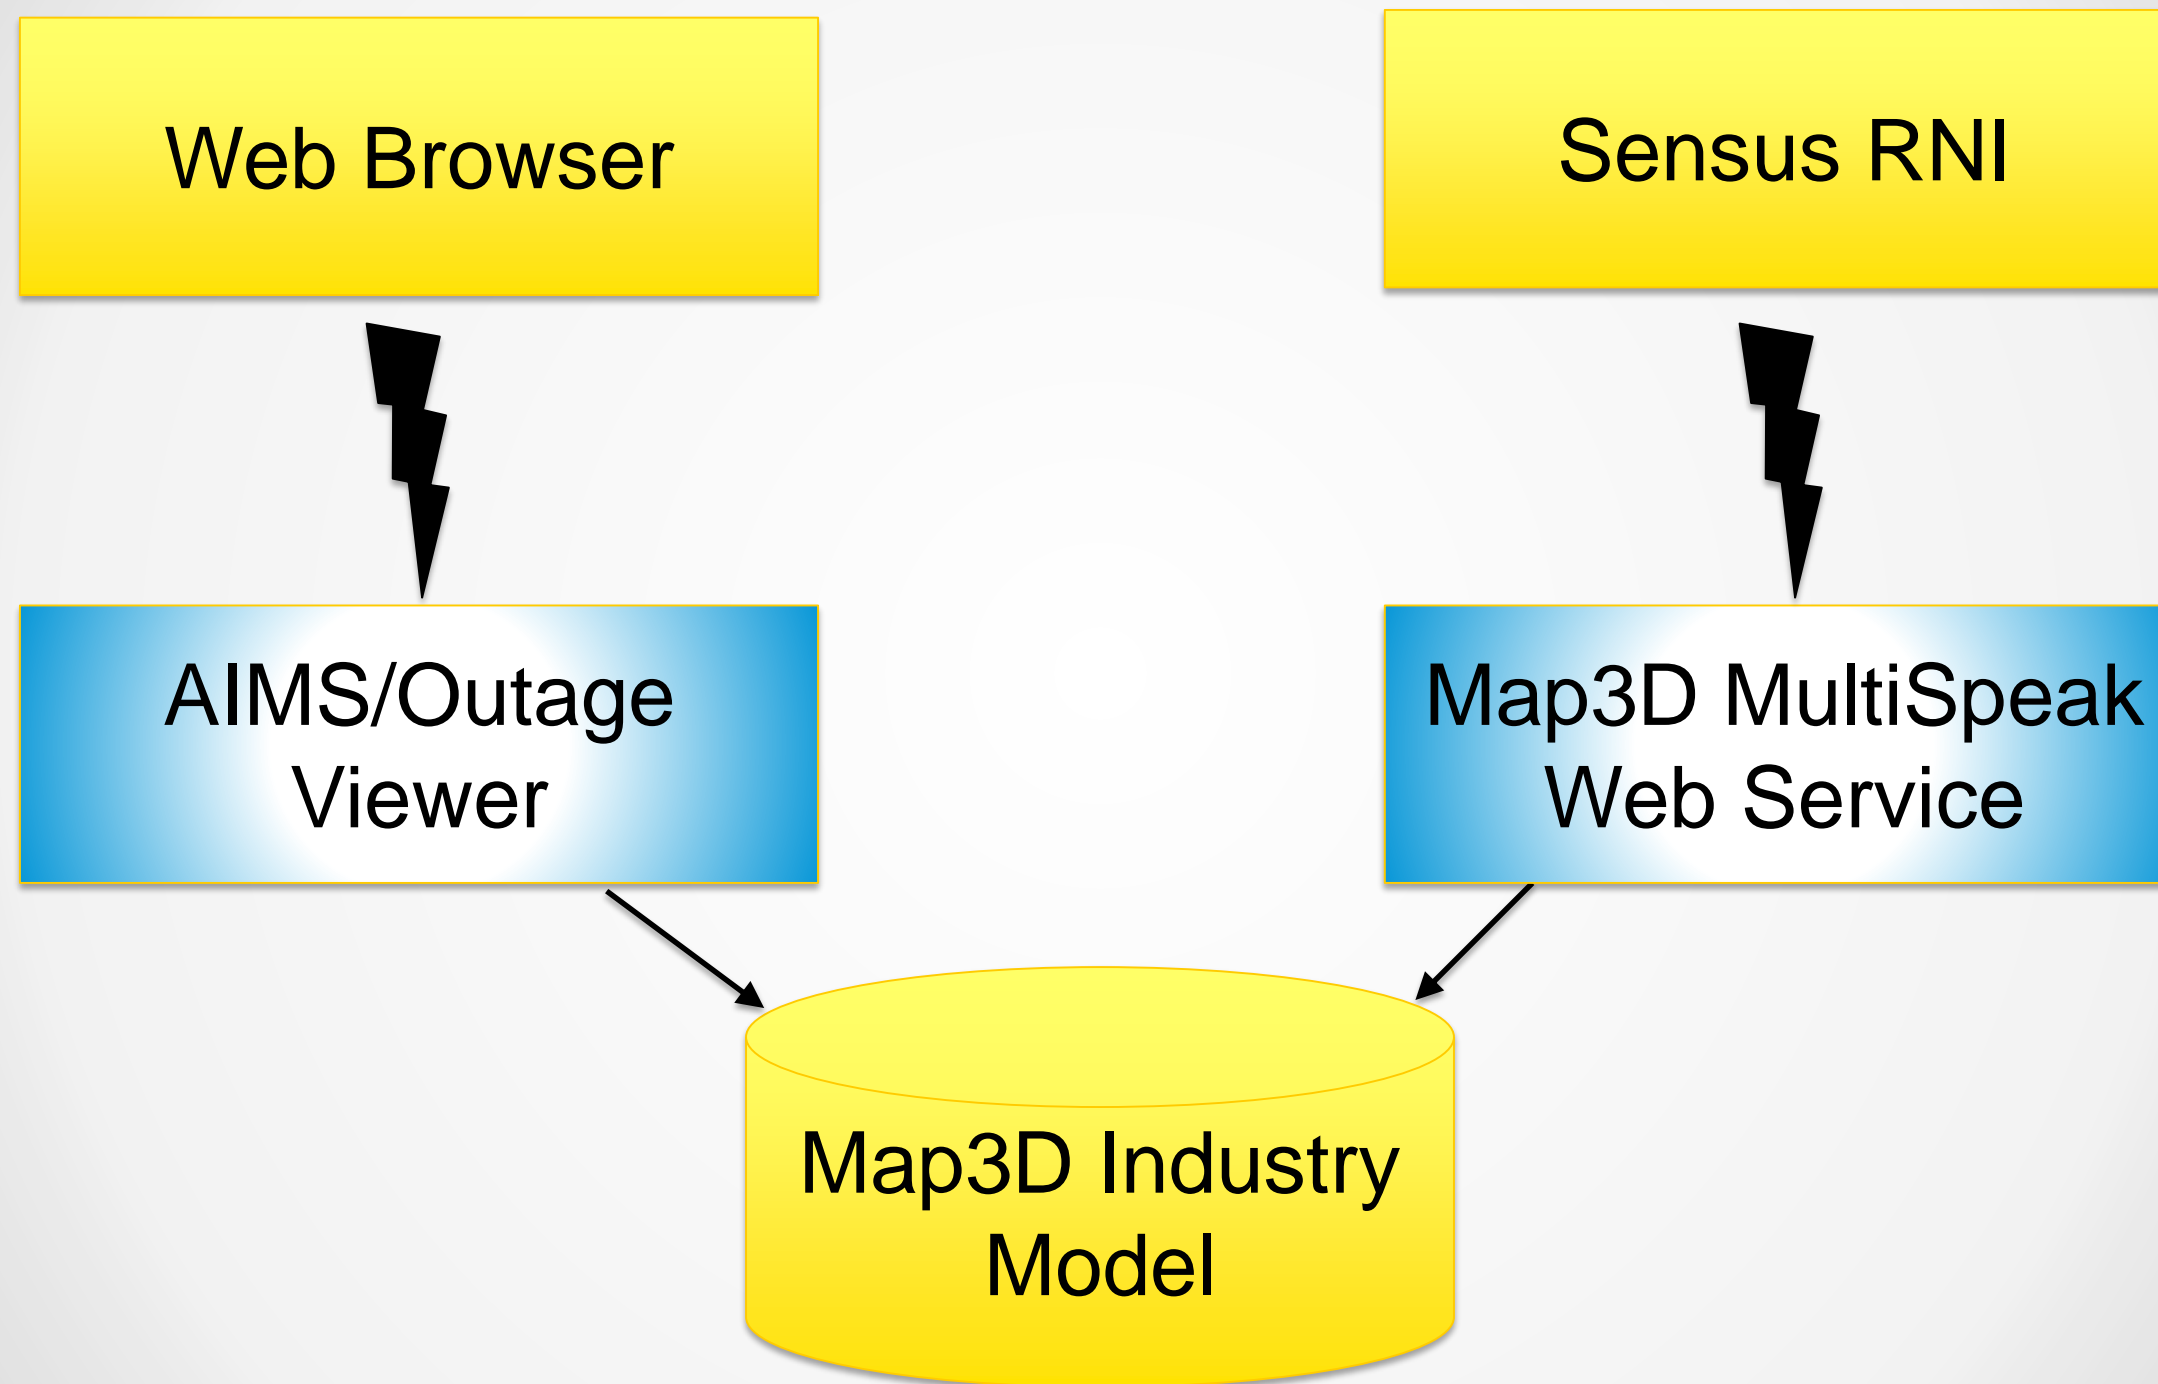 Web Browser
Sensus RNI
AIMS/Outage
Viewer
Map3D MultiSpeak
Web Service
Map3D Industry
Model